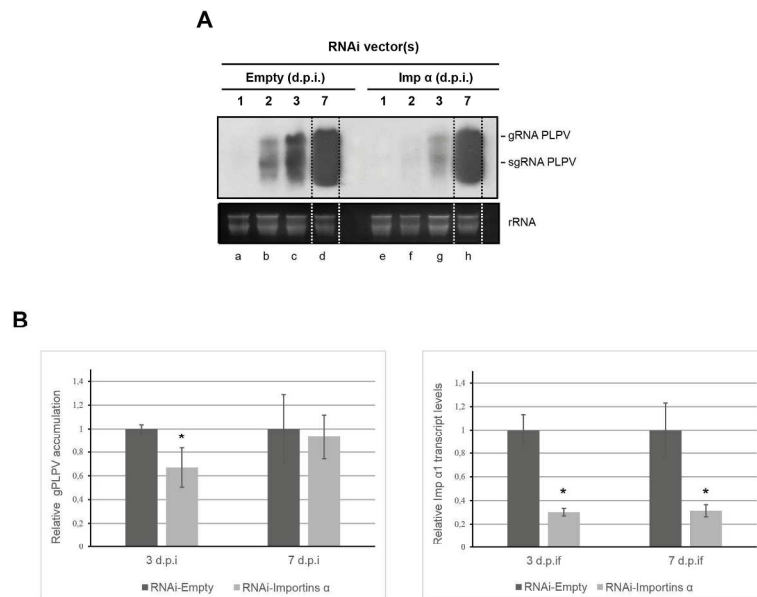 A
RNAi vector(s)
Empty (d.p.i.) Imp α (d.p.i.)
1 2 3 7 1 2 3 7
gRNA PLPV
sgRNA PLPV
rRNA
a b c d e f g h
B
Relative gPLPV accumulation
1,4
1,2
1
0,8
0,6
0,4
0,2
0
*
3 d.p.i 7 d.p.i
RNAi-Empty RNAi-Importins α
Relative Imp α1 transcript levels
1,4
1,2
1
0,8
0,6
0,4
0,2
0
* *
3 d.p.if 7 d.p.if
RNAi-Empty RNAi-Importins α